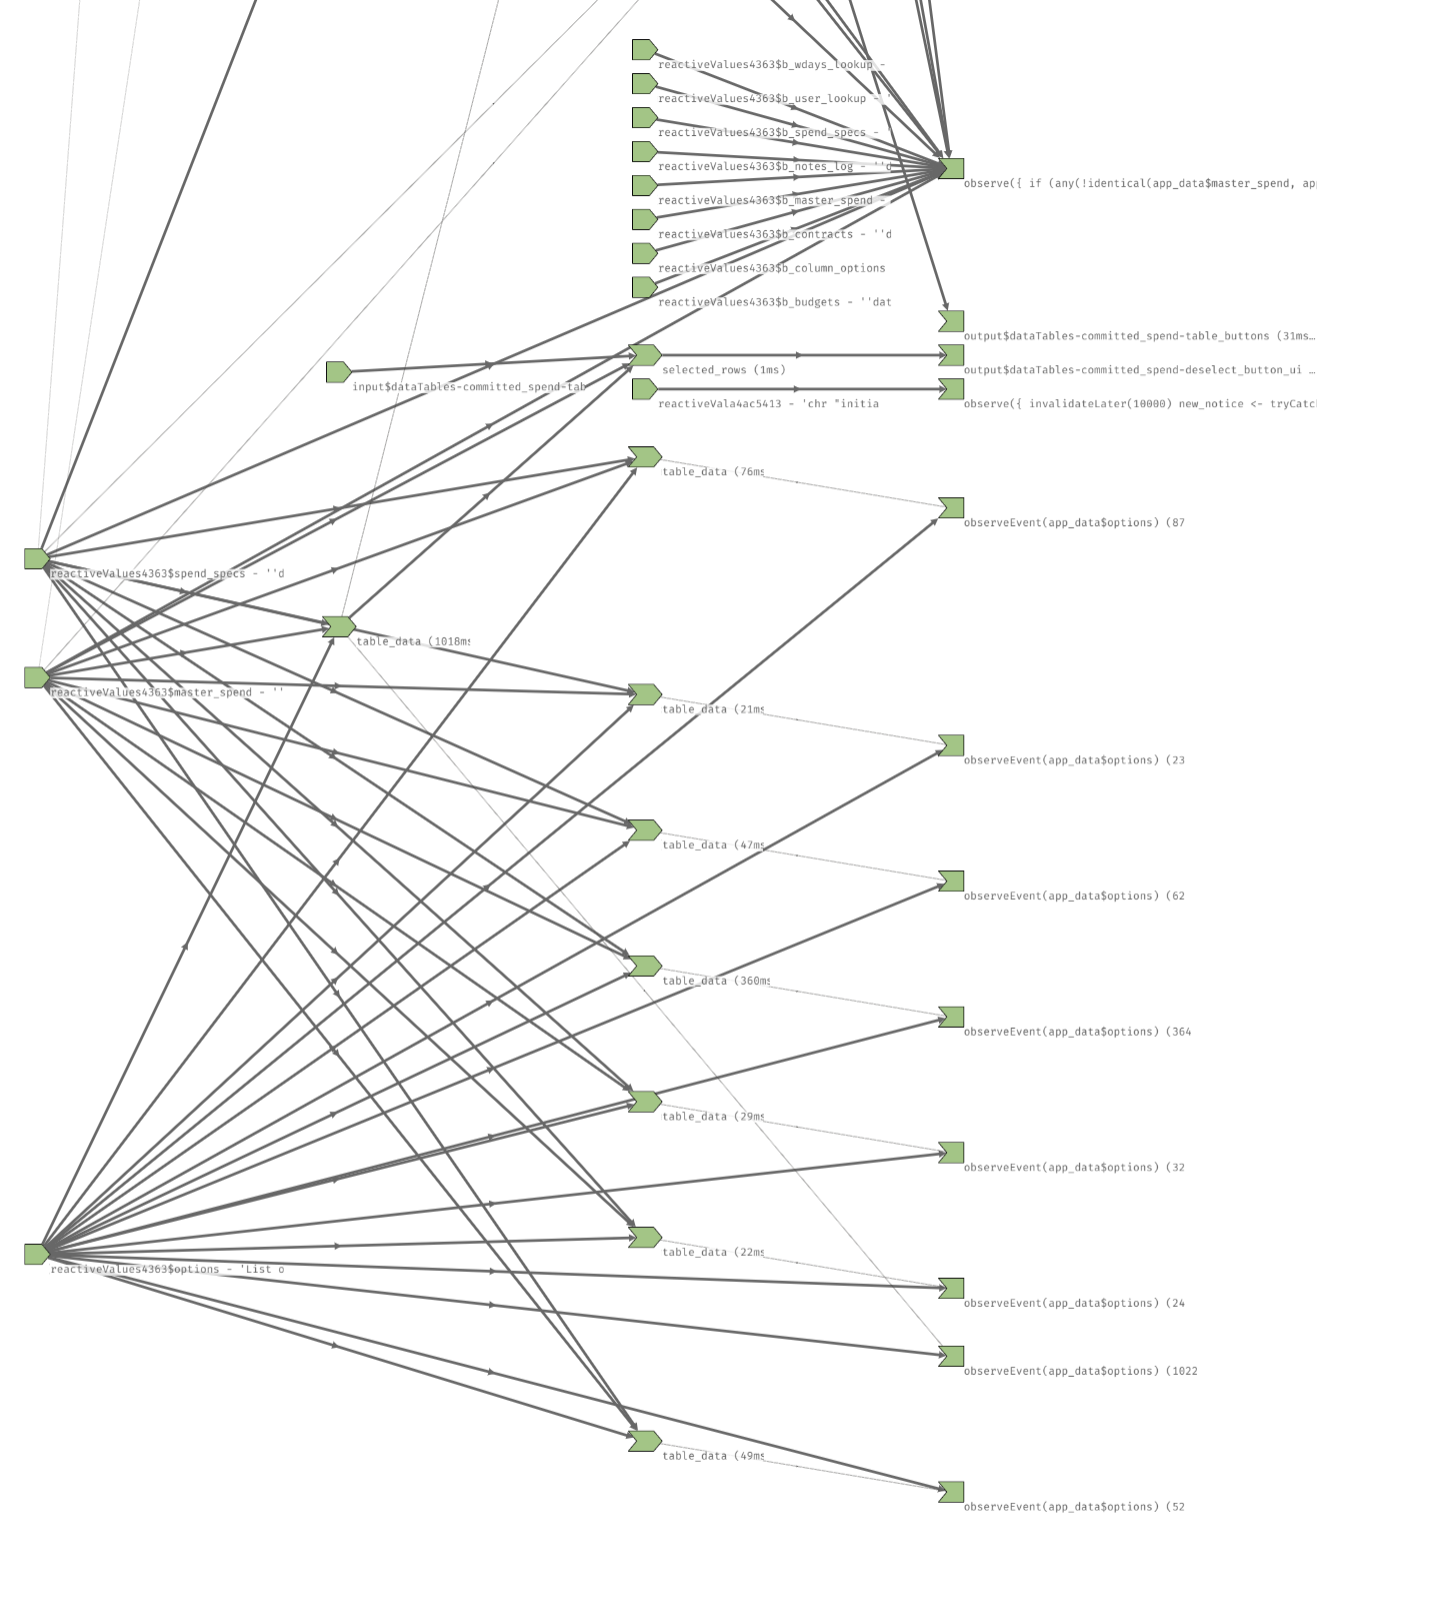 reactiveValues4363$b_wdays_lookup -
reactiveValues4363$b_user_lookup - '
reactiveValues4363$b_spend_specs - '
reactiveValues4363$b_notes_log - ''d
observe({ if (any(!identical(app_data$master_spend, ap
reactiveValues4363$b_master_spend -
reactiveValues4363$b_contracts - ''d
reactiveValues4363$b_column_options
reactiveValues4363$b_budgets - ''dat
output$dataTables-committed_spend-table_buttons (31ms…
selected_rows (1ms)
output$dataTables-committed_spend-deselect_button_ui …
input$dataTables-committed_spend-tab
reactiveVala4ac5413 - 'chr "initia
observe({ invalidateLater(10000) new_notice <- tryCatc
table_data (76ms
observeEvent(app_data$options) (87
reactiveValues4363$spend_specs - ''d
table_data (1018ms
reactiveValues4363$master_spend - ''
table_data (21ms
observeEvent(app_data$options) (23
table_data (47ms
observeEvent(app_data$options) (62
table_data (360ms
observeEvent(app_data$options) (364
table_data (29ms
observeEvent(app_data$options) (32
table_data (22ms
reactiveValues4363$options - 'List o
observeEvent(app_data$options) (24
observeEvent(app_data$options) (1022
table_data (49ms
observeEvent(app_data$options) (52